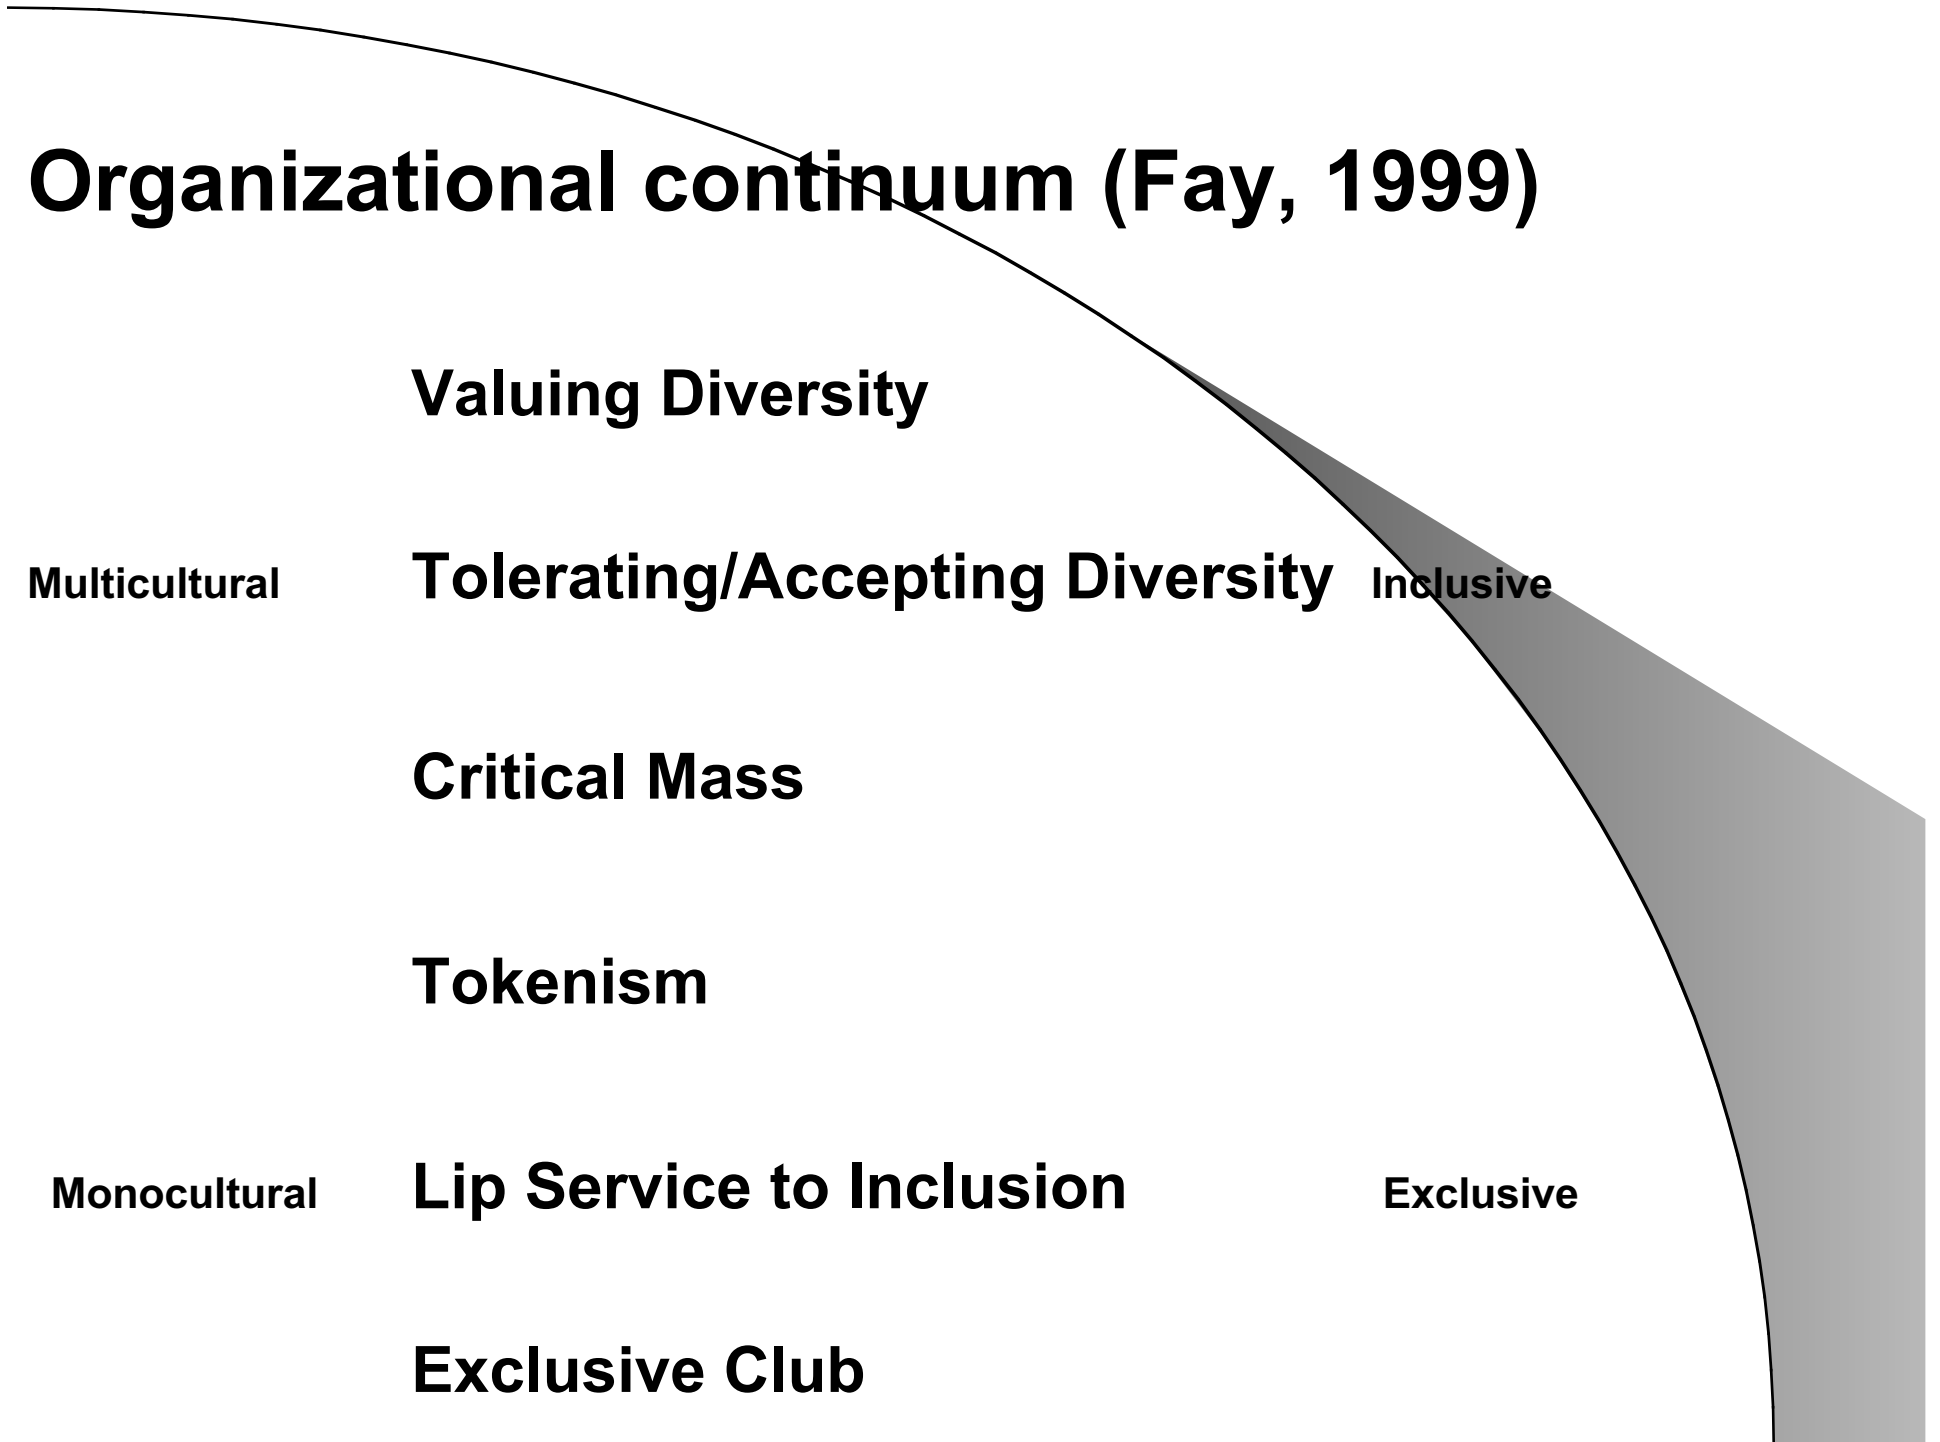 Organizational continuum (Fay, 1999)
Valuing Diversity
Multicultural Tolerating/Accepting Diversity Inclusive
Critical Mass
Tokenism
Monocultural Lip Service to Inclusion Exclusive
Exclusive Club